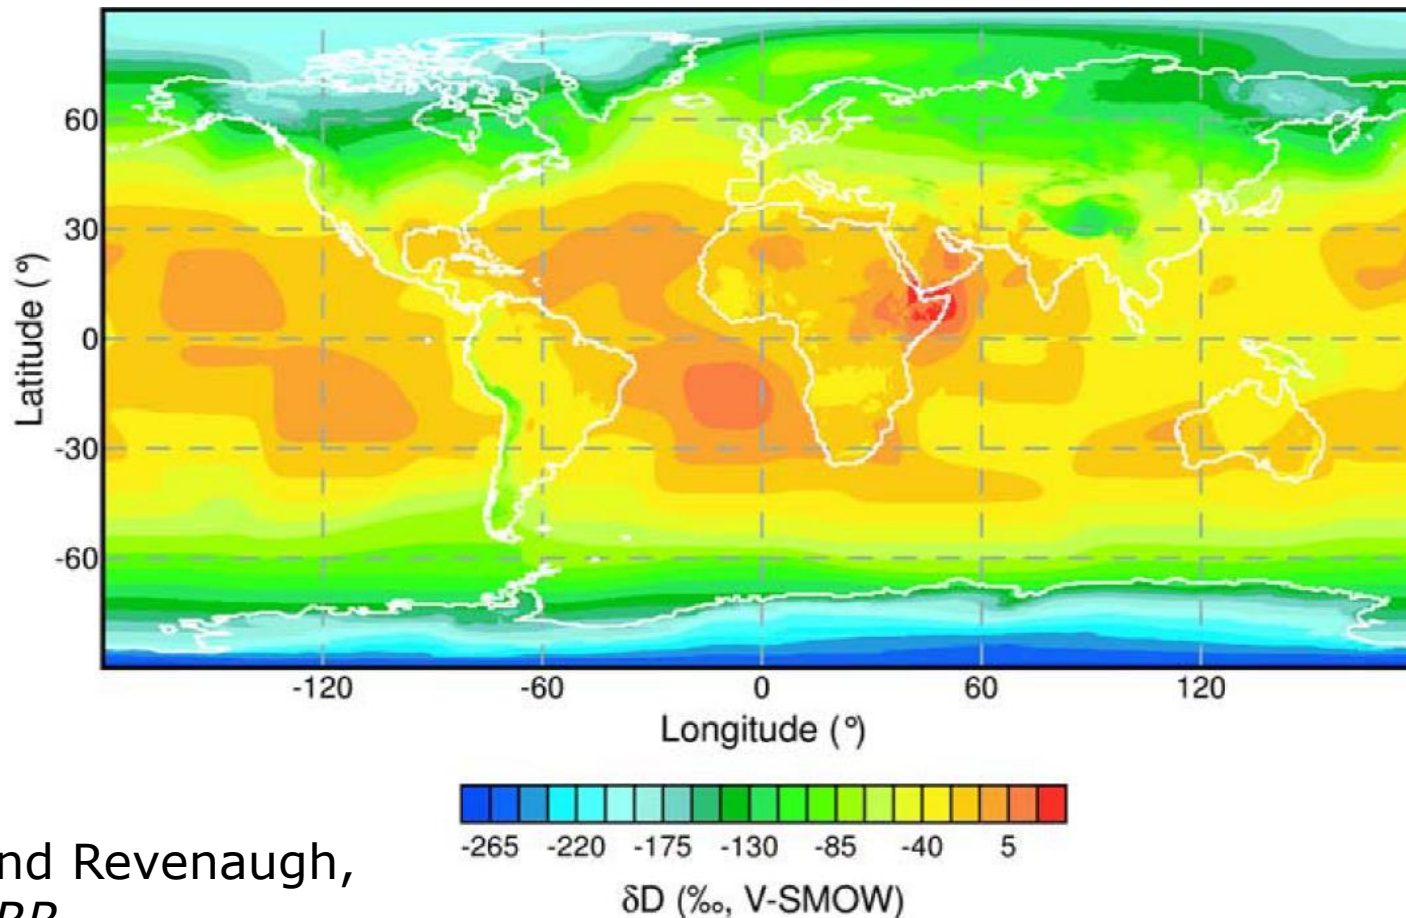 60
30
0
-30
-60
Latitude (°)
-120 -60 0 60 120
Longitude (°)
-265 -220 -175 -130 -85 -40 5
δD (‰, V-SMOW)
nd Revenaugh,